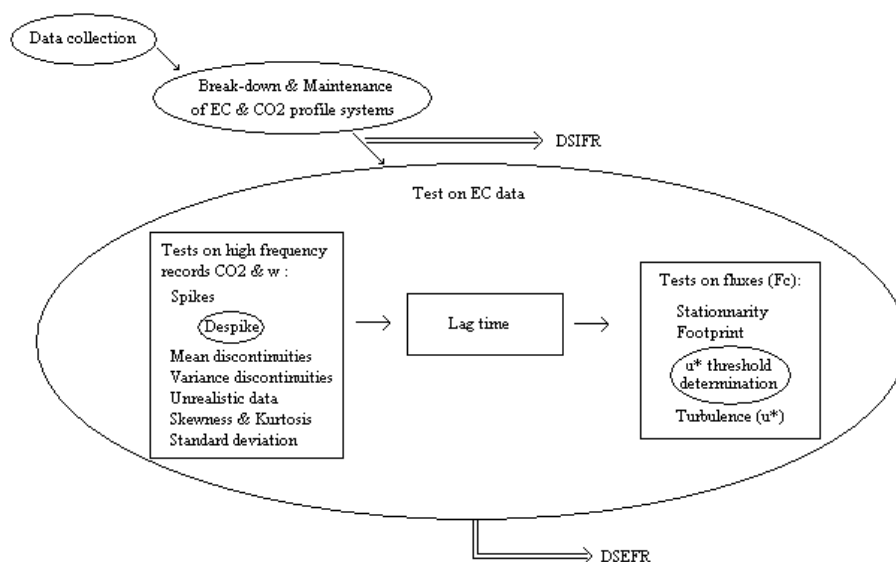 Data collection
Break-down & Maintenance
of EC & CO2 profile systems
DSIFR
Test on EC data
Tests on high frequency
records CO2 & w :
Spikes
Despike
Mean discontinuities
Variance discontinuities
Unrealistic data
Skewness & Kurtosis
Standard deviation
Lag time
Tests on fluxes (Fc):
Stationnarity
Footprint
u* threshold
determination
Turbulence (u*)
DSEFR